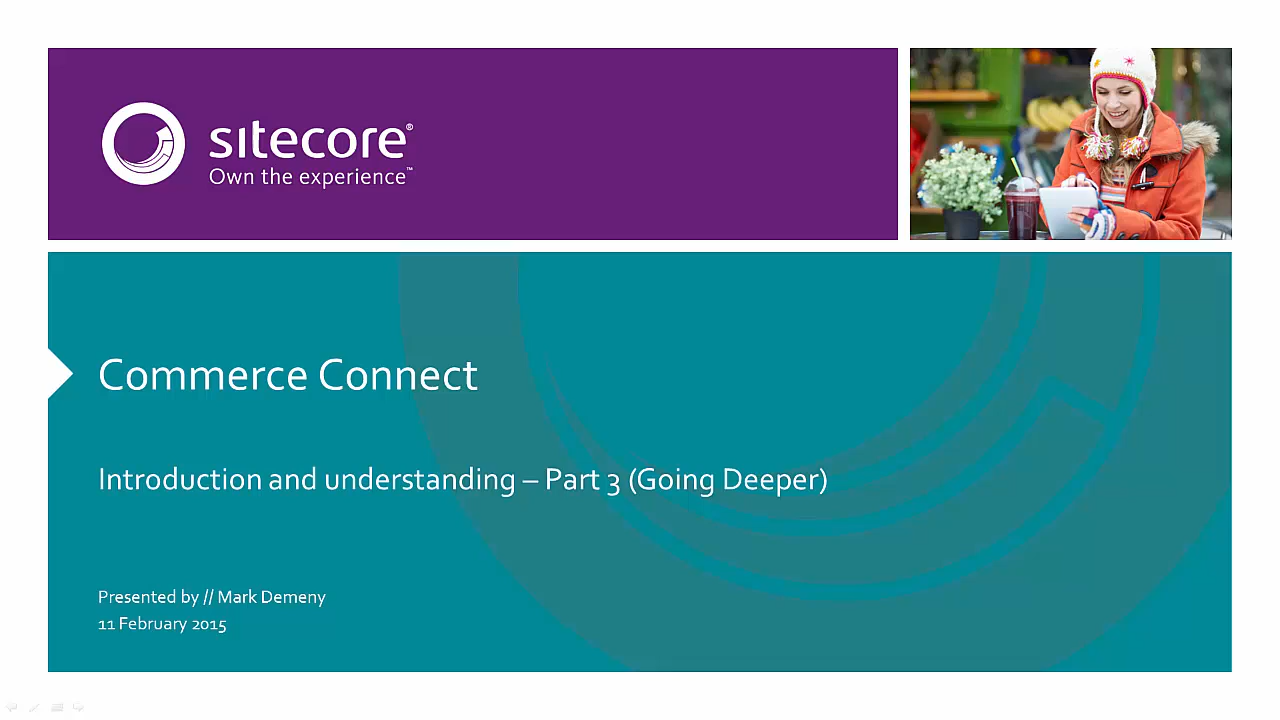 sitecore®
Own the experience™
Commerce Connect
Introduction and understanding – Part 3 (Going Deeper)
Presented by // Mark Demeny
11 February 2015